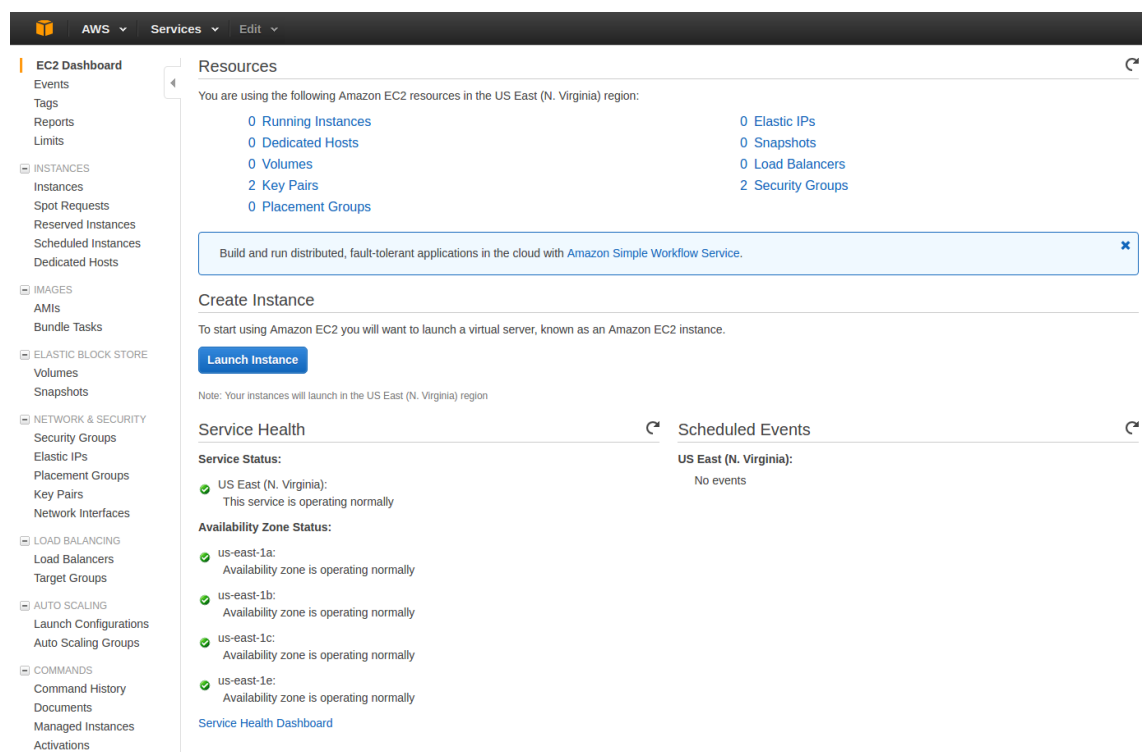 AWS Services Edit
EC2 Dashboard
Events
Tags
Reports
Limits
INSTANCES
Instances
Spot Requests
Reserved Instances
Scheduled Instances
Dedicated Hosts
IMAGES
AMIs
Bundle Tasks
ELASTIC BLOCK STORE
Volumes
Snapshots
NETWORK & SECURITY
Security Groups
Elastic IPs
Placement Groups
Key Pairs
Network Interfaces
LOAD BALANCING
Load Balancers
Target Groups
AUTO SCALING
Launch Configurations
Auto Scaling Groups
COMMANDS
Command History
Documents
Managed Instances
Activations
Resources
You are using the following Amazon EC2 resources in the US East (N. Virginia) region:
0 Running Instances
0 Dedicated Hosts
0 Volumes
2 Key Pairs
0 Placement Groups
0 Elastic IPs
0 Snapshots
0 Load Balancers
2 Security Groups
Build and run distributed, fault-tolerant applications in the cloud with Amazon Simple Workflow Service.
Create Instance
To start using Amazon EC2 you will want to launch a virtual server, known as an Amazon EC2 instance.
Launch Instance
Note: Your instances will launch in the US East (N. Virginia) region
Service Health
Service Status:
US East (N. Virginia):
This service is operating normally
Availability Zone Status:
us-east-1a:
Availability zone is operating normally
us-east-1b:
Availability zone is operating normally
us-east-1c:
Availability zone is operating normally
us-east-1e:
Availability zone is operating normally
Service Health Dashboard
Scheduled Events
US East (N. Virginia):
No events